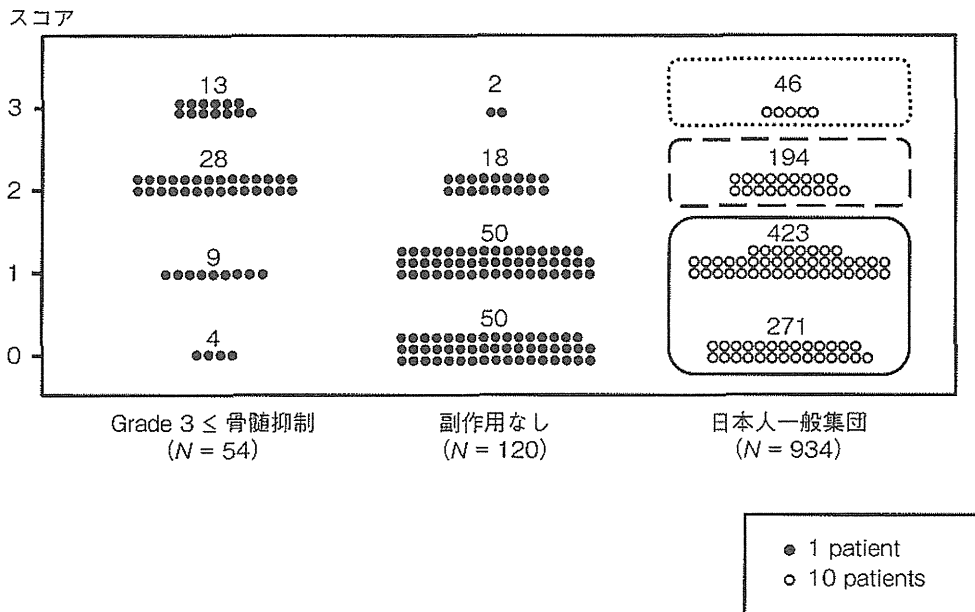 スコア
13 2 46
3
28 18 194
2
9 50 423
1
4 50 271
0
Grade 3 ≤ 骨髄抑制 副作用なし 日本人一般集団
(N = 54) (N = 120) (N = 934)
1 patient
10 patients